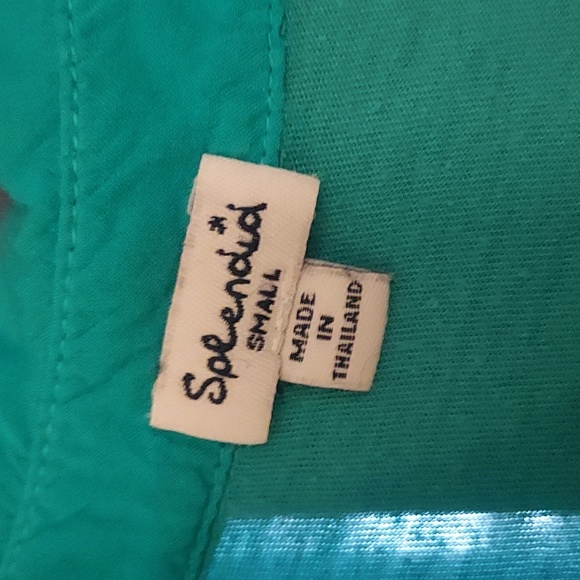 Splendid
SMALL
MADE
IN
THAILAND